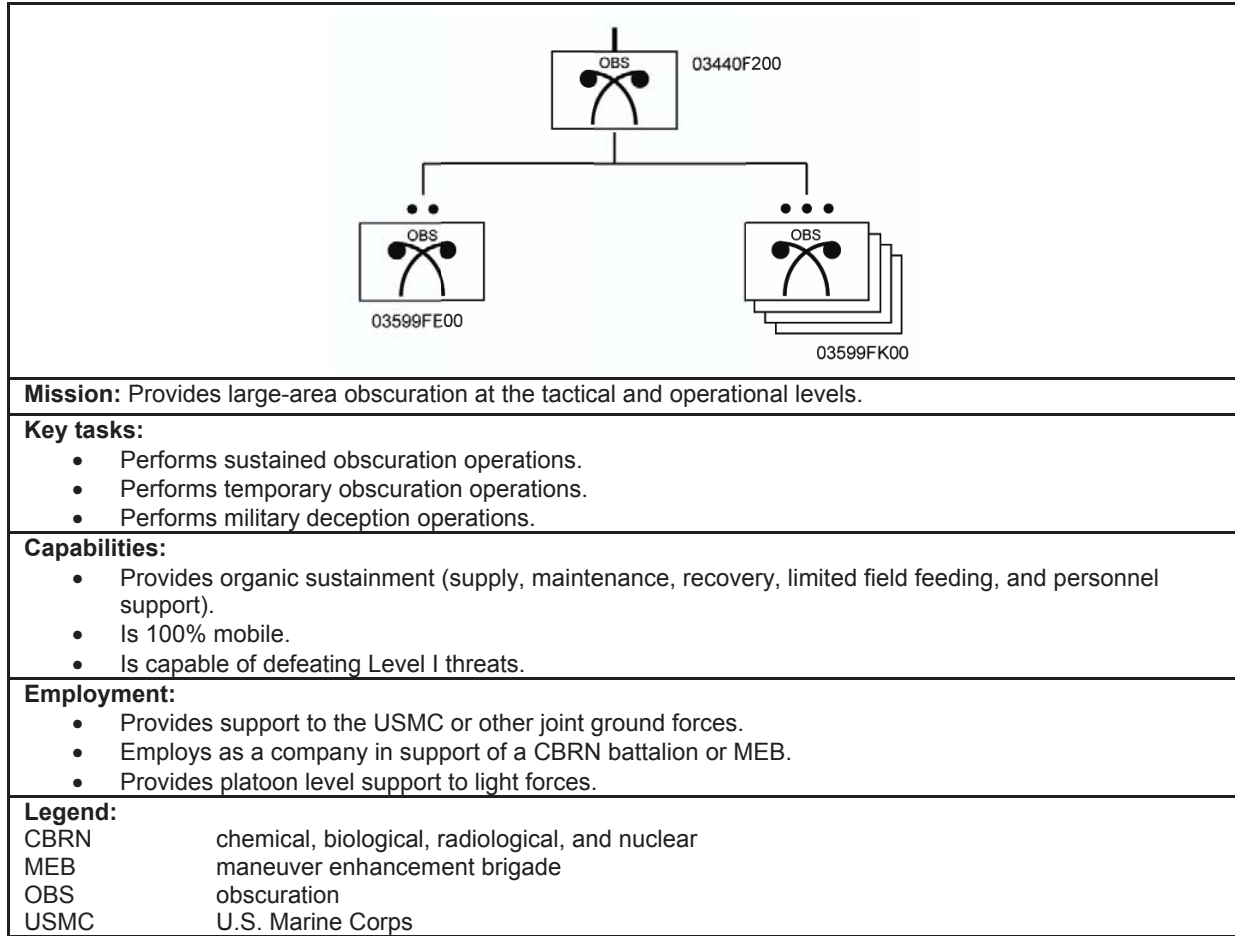 OBS
03440F200
OBS
OBS
03599FE00
03599FK00
Mission: Provides large-area obscuration at the tactical and operational levels.
Key tasks:
• Performs sustained obscuration operations.
• Performs temporary obscuration operations.
• Performs military deception operations.
Capabilities:
• Provides organic sustainment (supply, maintenance, recovery, limited field feeding, and personnel
support).
• Is 100% mobile.
• Is capable of defeating Level I threats.
Employment:
• Provides support to the USMC or other joint ground forces.
• Employs as a company in support of a CBRN battalion or MEB.
• Provides platoon level support to light forces.
Legend:
CBRN chemical, biological, radiological, and nuclear
MEB maneuver enhancement brigade
OBS obscuration
USMC U.S. Marine Corps